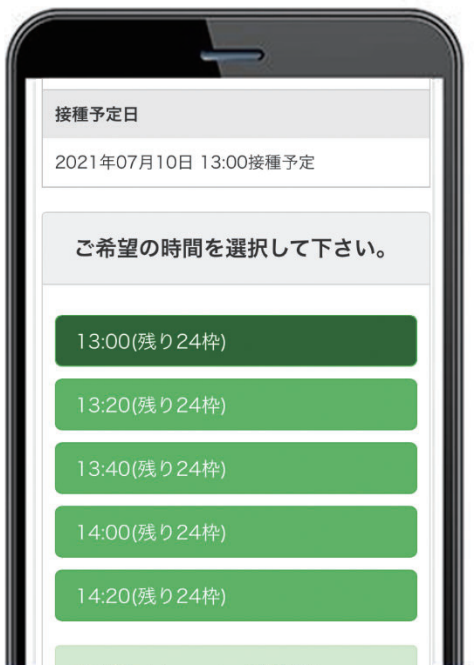 接種予定日
2021年07月10日 13:00接種予定
ご希望の時間を選択して下さい。
13:00(残り24枠)
13:20(残り24枠)
13:40(残り24枠)
14:00(残り24枠)
14:20(残り24枠)